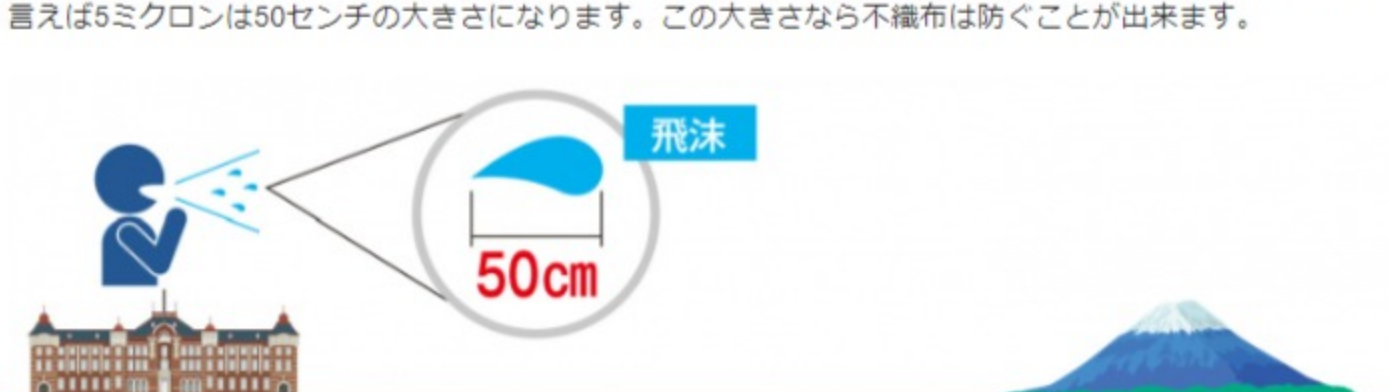 言えば5ミクロンは50センチの大きさになります。この大きさなら不織布は防ぐことが出来ます。
飛沫
50cm